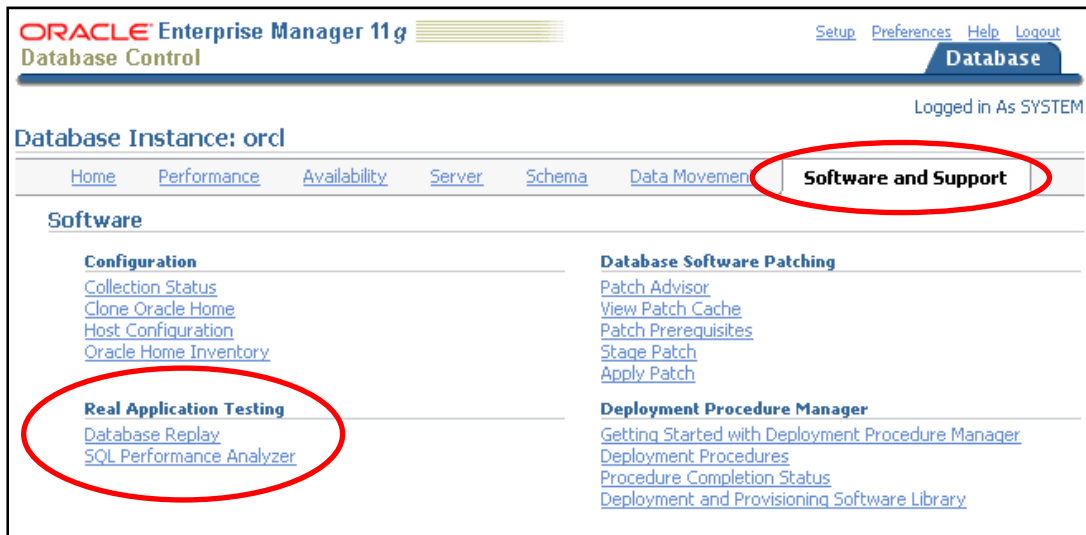 ORACLE Enterprise Manager 11g
Setup Preferences Help Logout
Database Control
Database
Logged in As SYSTEM
Database Instance: orcl
Home Performance Availability Server Schema Data Movement Software and Support
Software
Configuration
Collection Status
Clone Oracle Home
Host Configuration
Oracle Home Inventory
Database Software Patching
Patch Advisor
View Patch Cache
Patch Prerequisites
Stage Patch
Apply Patch
Real Application Testing
Database Replay
SQL Performance Analyzer
Deployment Procedure Manager
Getting Started with Deployment Procedure Manager
Deployment Procedures
Procedure Completion Status
Deployment and Provisioning Software Library